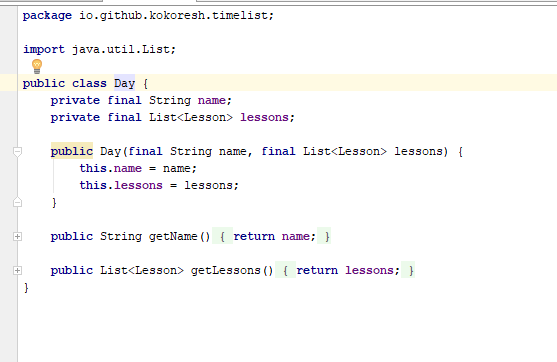 package io.github.kokoresh.timelist;
import java.util.List;
public class Day {
private final String name;
private final List<Lesson> lessons;
public Day(final String name, final List<Lesson> lessons) {
this.name = name;
this.lessons = lessons;
}
public String getName() { return name; }
public List<Lesson> getLessons() { return lessons; }
}